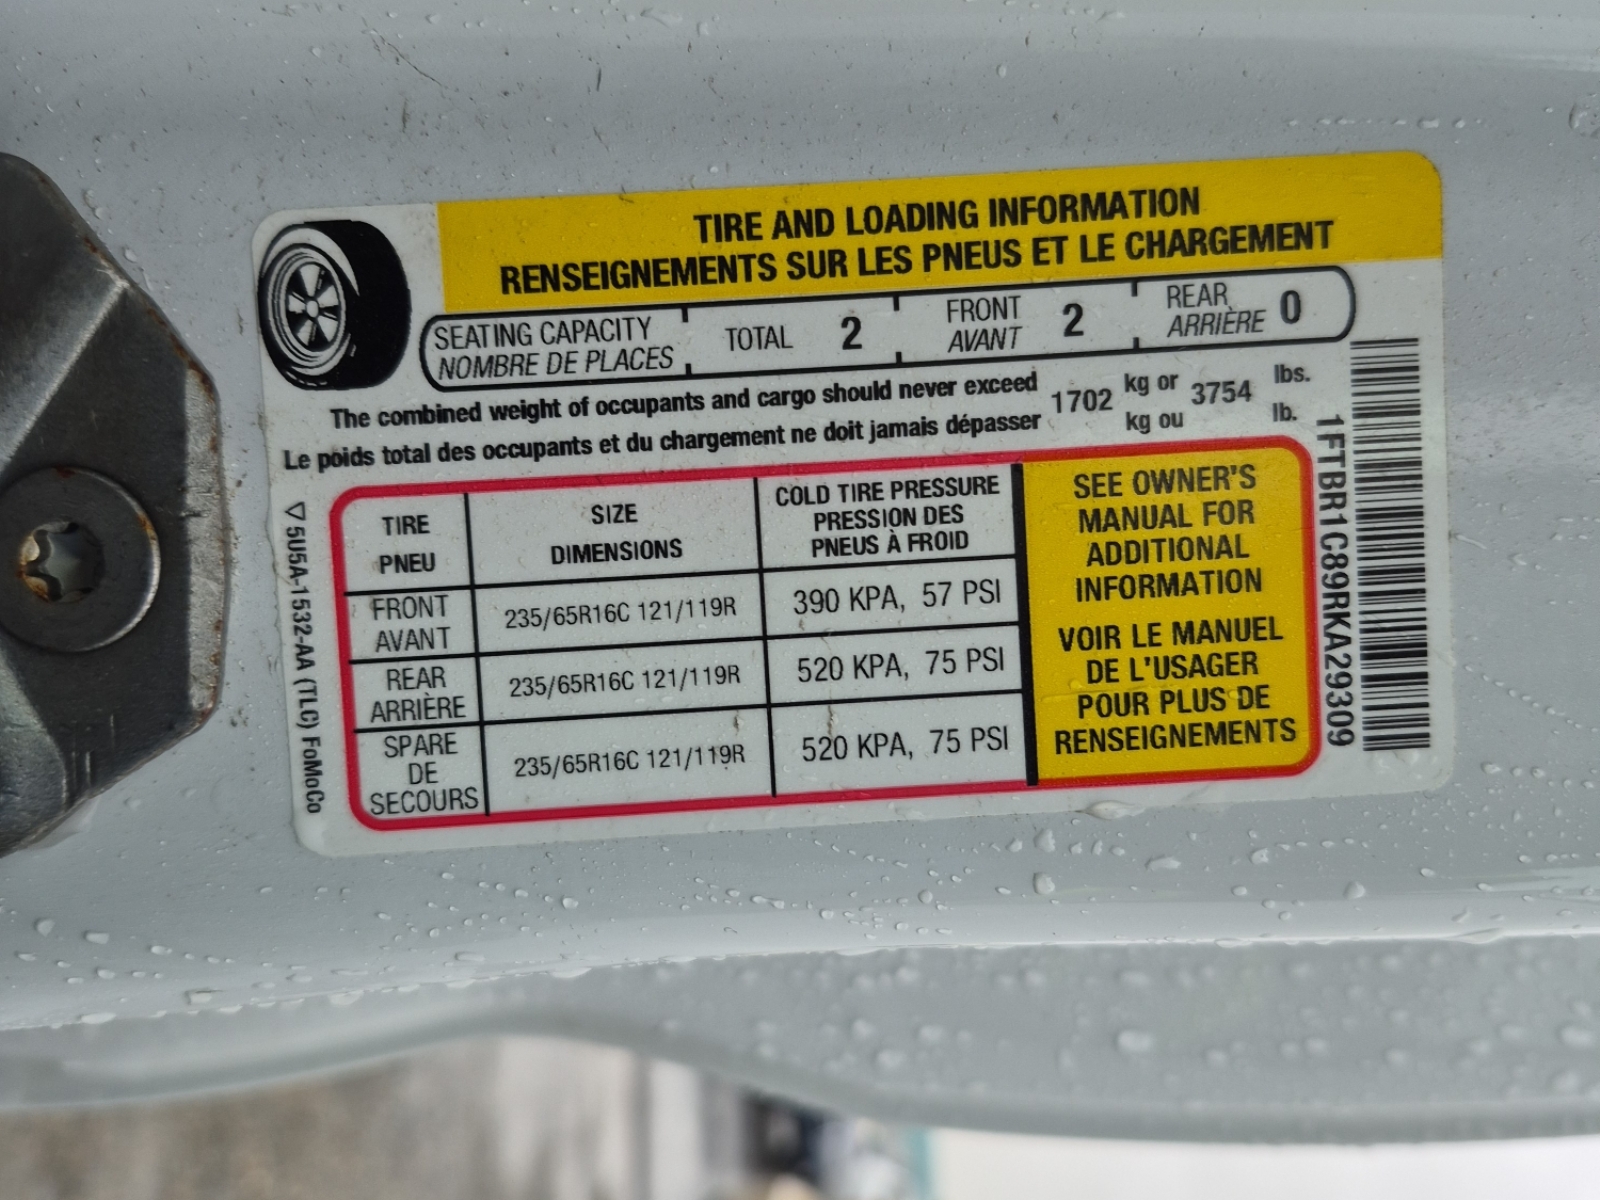 TIRE AND LOADING INFORMATION
RENSEIGNEMENTS SUR LES PNEUS ET LE CHARGEMENT
SEATING CAPACITY TOTAL 2 FRONT 2 REAR 0
NOMBRE DE PLACES AVANT ARRIÈRE
The combined weight of occupants and cargo should never exceed 1702 kg or 3754 lbs.
Le poids total des occupants et du chargement ne doit jamais dépasser kg ou lb.
TIRE SIZE COLD TIRE PRESSURE
PNEU DIMENSIONS PRESSION DES
PNEUS À FROID
FRONT 235/65R16C 121/119R 390 KPA, 57 PSI
AVANT
REAR 235/65R16C 121/119R 520 KPA, 75 PSI
ARRIÈRE
SPARE 235/65R16C 121/119R 520 KPA, 75 PSI
DE
SECOURS
SEE OWNER'S
MANUAL FOR
ADDITIONAL
INFORMATION
VOIR LE MANUEL
DE L'USAGER
POUR PLUS DE
RENSEIGNEMENTS
▽5U5A-1532-AA (TLC) FoMoCo
1FTBR1C89RKA29309